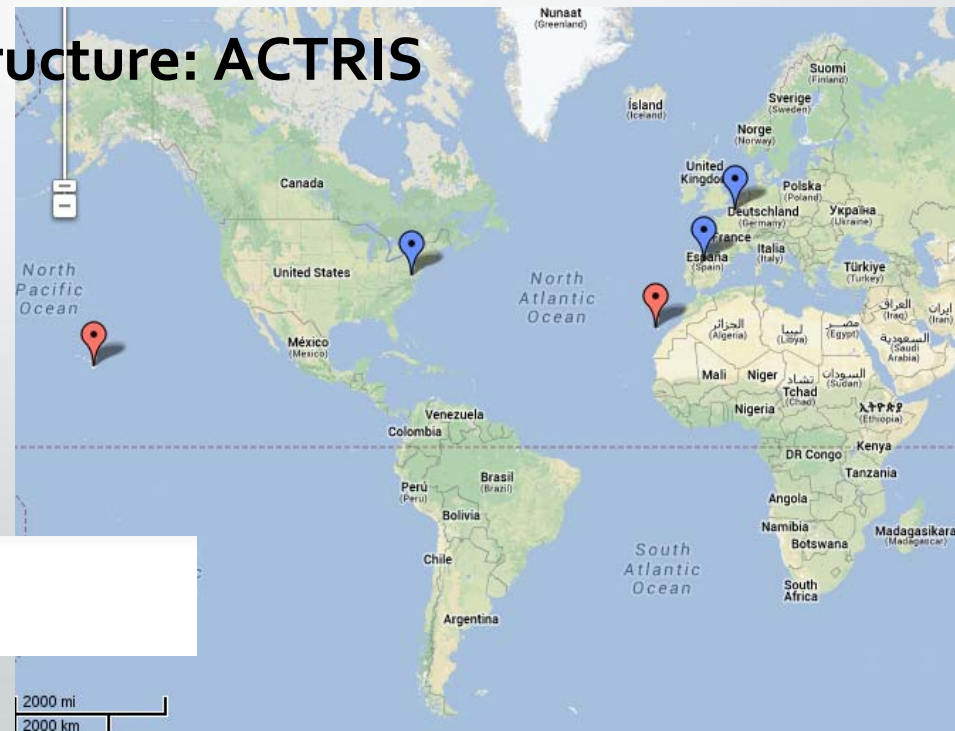 ructure: ACTRIS
Nunaat
(Greenland)
Suomi
(Finland)
Ísland
(Iceland)
Sverige
(Sweden)
Norge
(Norway)
United
Kingdo
Canada
Polska
(Poland)
Deutschland
(Germany)
Україна
(Ukraine)
France
North
Pacific
Ocean
United States
North
Atlantic
Ocean
España
(Spain)
Italia
(Italy)
Türkiye
(Turkey)
العراق
(Iraq)
ايران
(Iran)
México
(Mexico)
الجزائر
(Algeria)
ليبيا
(Libya)
مصر
(Egypt)
السعودية
(Saudi
Arabia)
Mali
Niger
تشاد
Tchad
(Chad)
السودان
(Sudan)
Nigeria
ኢትዮጵያ
(Ethiopia)
Venezuela
Colombia
DR Congo
Kenya
Tanzania
Perú
(Peru)
Brasil
(Brazil)
Angola
Bolivia
Namibia
Botswana
Madagasikara
(Madagascar)
Chile
South
Atlantic
Ocean
South
Africa
Argentina
2000 mi
2000 km